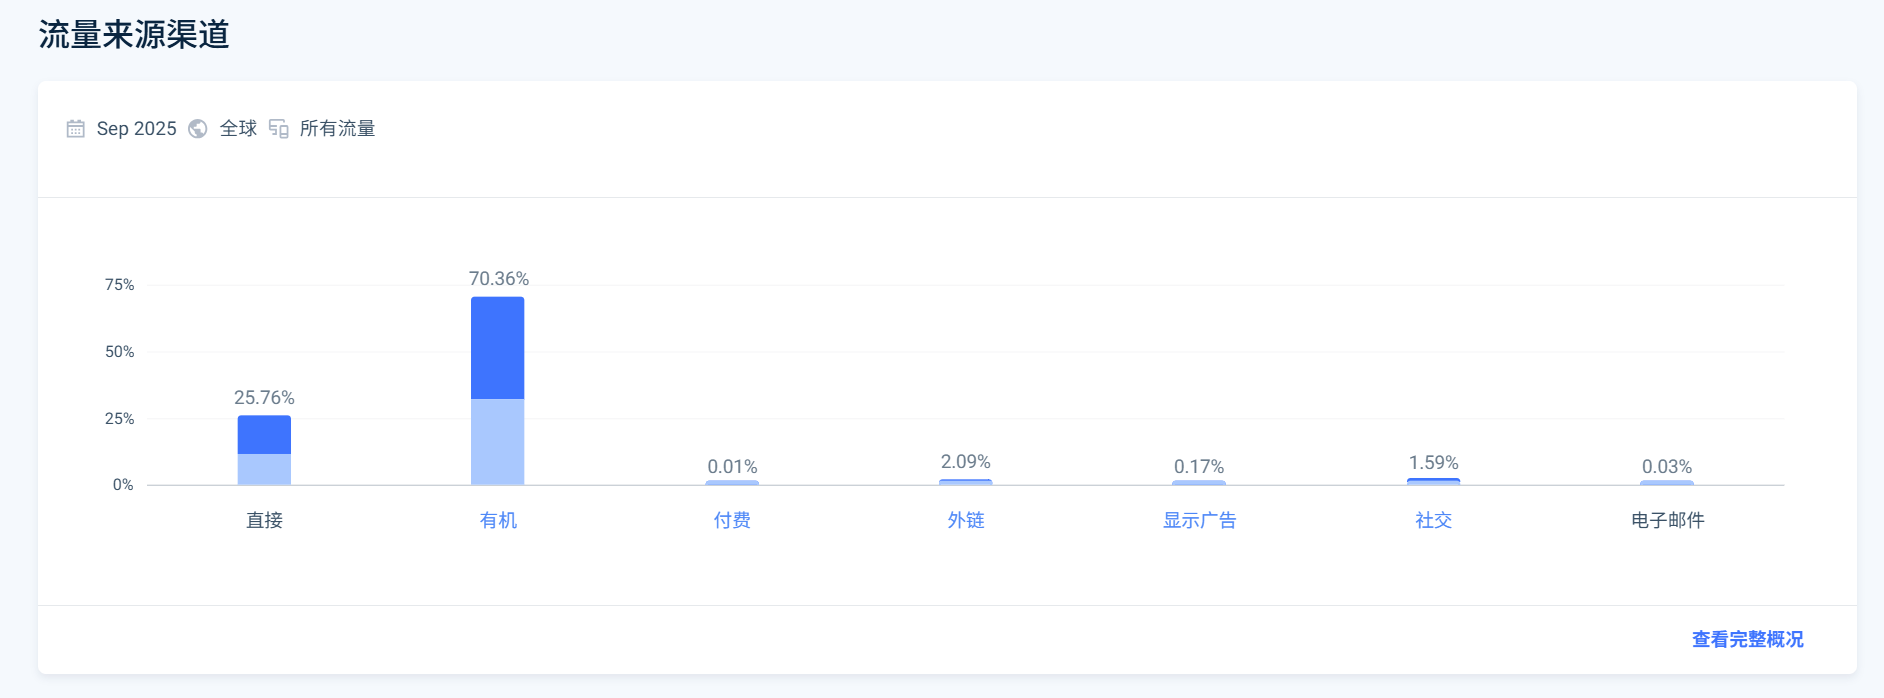 流量来源渠道
Sep 2025 全球 所有流量
75%
50%
25%
0%
25.76% 70.36% 0.01% 2.09% 0.17% 1.59% 0.03%
直接 有机 付费 外链 显示广告 社交 电子邮件
查看完整概况